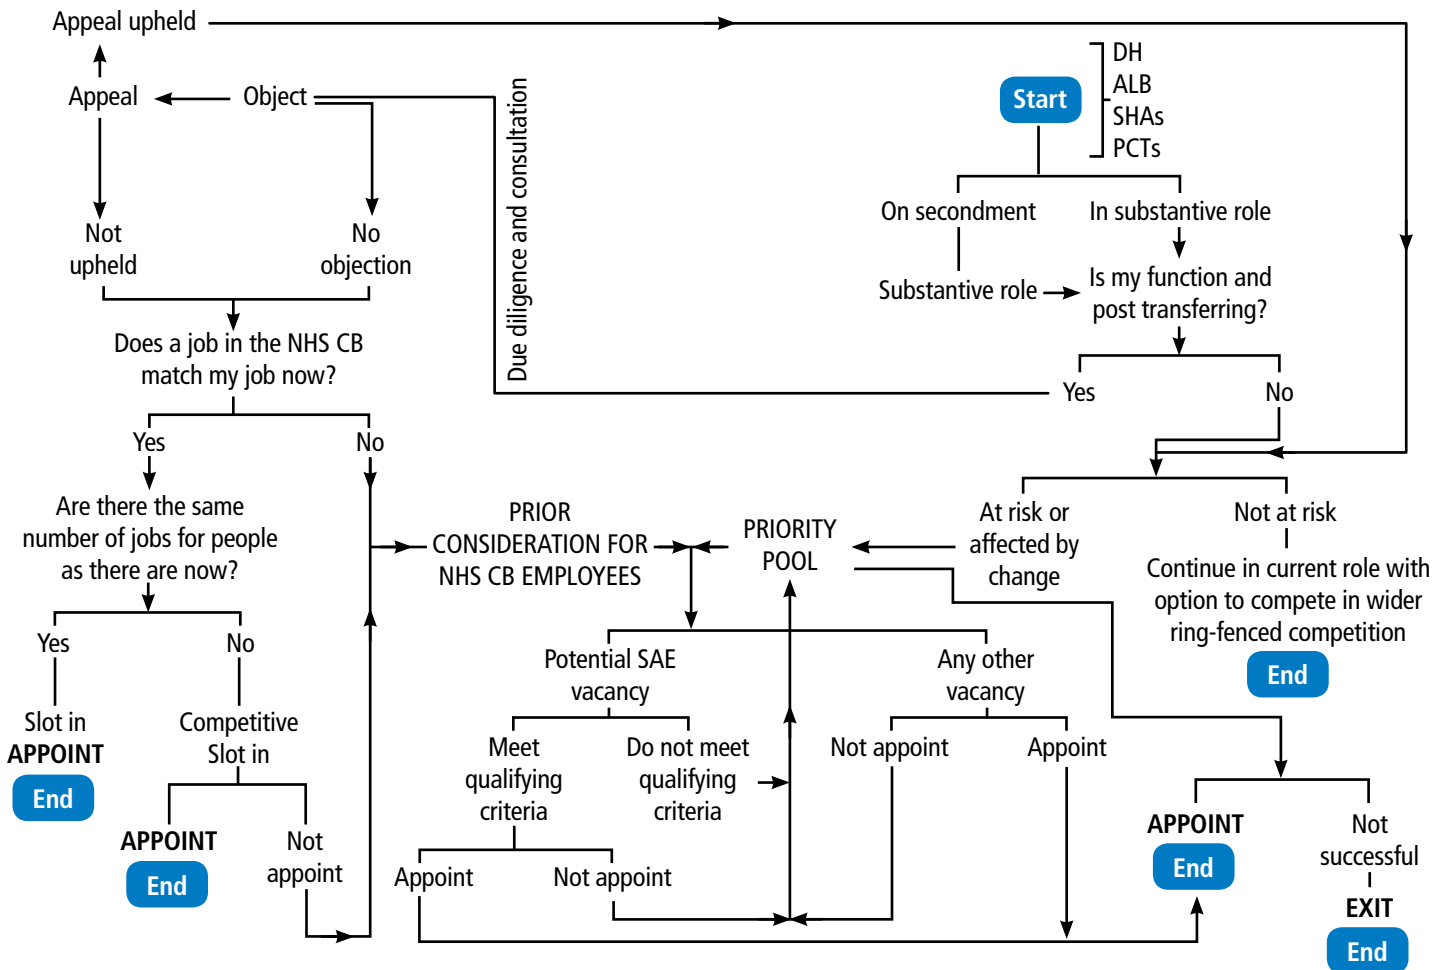 Appeal upheld
Appeal
Object
Not
upheld
No
objection
Due diligence and consultation
Start
DH
ALB
SHAs
PCTs
On secondment
In substantive role
Substantive role
Is my function and
post transferring?
Yes
No
Does a job in the NHS CB
match my job now?
Yes
No
Are there the same
number of jobs for people
as there are now?
Yes
No
Slot in
APPOINT
End
Competitive
Slot in
APPOINT
End
Not
appoint
PRIOR
CONSIDERATION FOR
NHS CB EMPLOYEES
PRIORITY
POOL
At risk or
affected by
change
Not at risk
Continue in current role with
option to compete in wider
ring-fenced competition
End
Potential SAE
vacancy
Any other
vacancy
Meet
qualifying
criteria
Do not meet
qualifying
criteria
Not appoint
Appoint
Appoint
Not appoint
APPOINT
End
Not
successful
EXIT
End